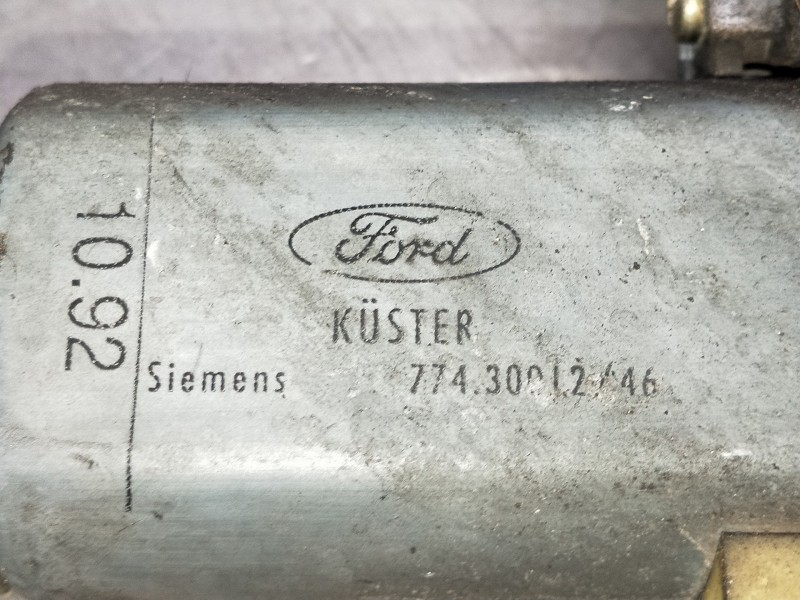 10.92
Ford
KÜSTER
Siemens